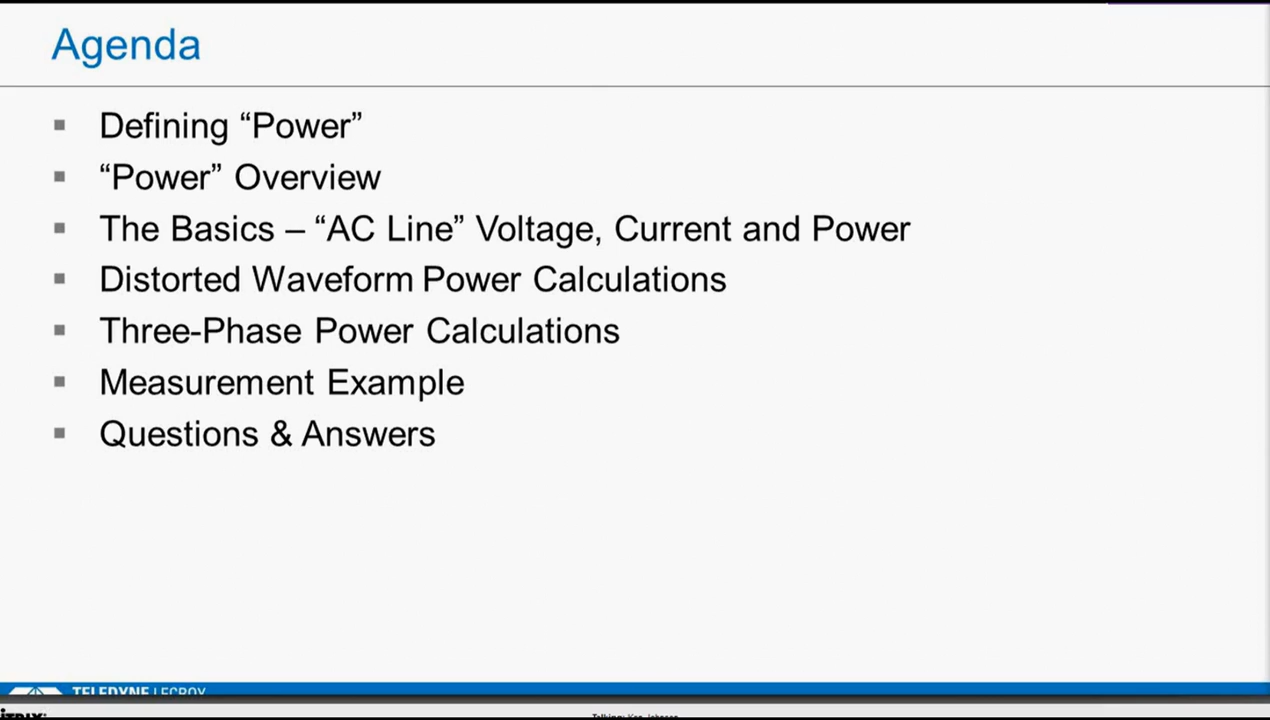 Agenda
Defining “Power”
“Power” Overview
The Basics – “AC Line” Voltage, Current and Power
Distorted Waveform Power Calculations
Three-Phase Power Calculations
Measurement Example
Questions & Answers
TELEDYNE LECROY